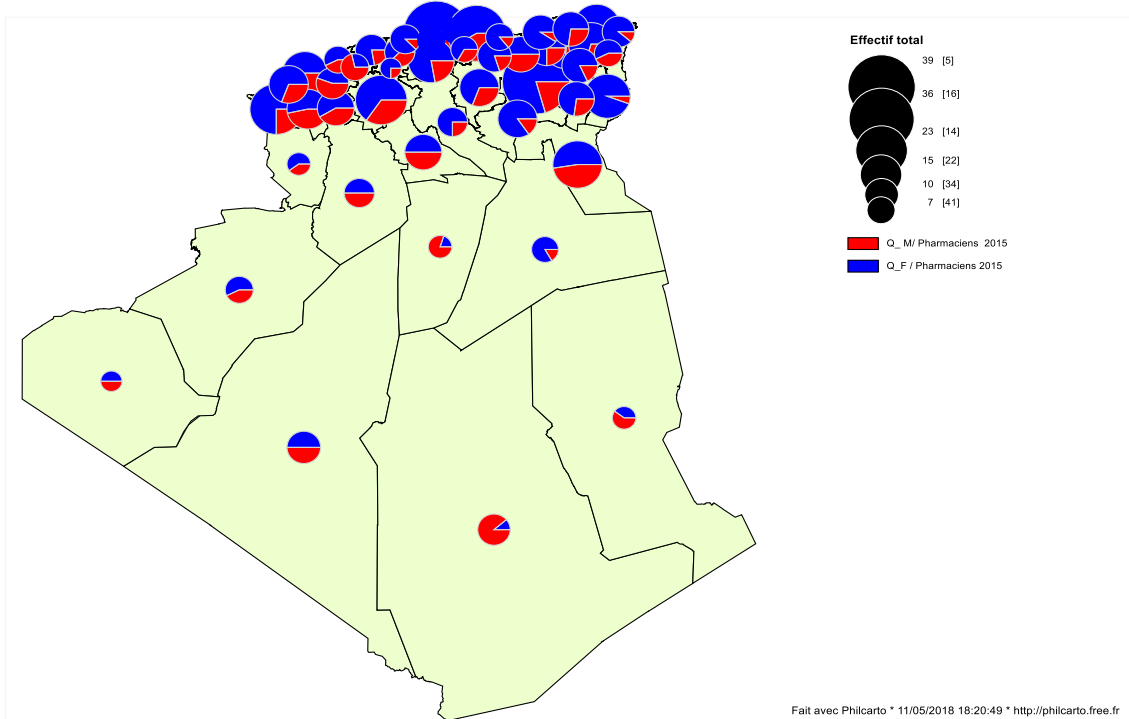 Effectif total
39 [5]
36 [16]
23 [14]
15 [22]
10 [34]
7 [41]
Q_ M/ Pharmaciens 2015
Q_F / Pharmaciens 2015
Fait avec Philcarto * 11/05/2018 18:20:49 * http://philcarto.free.fr